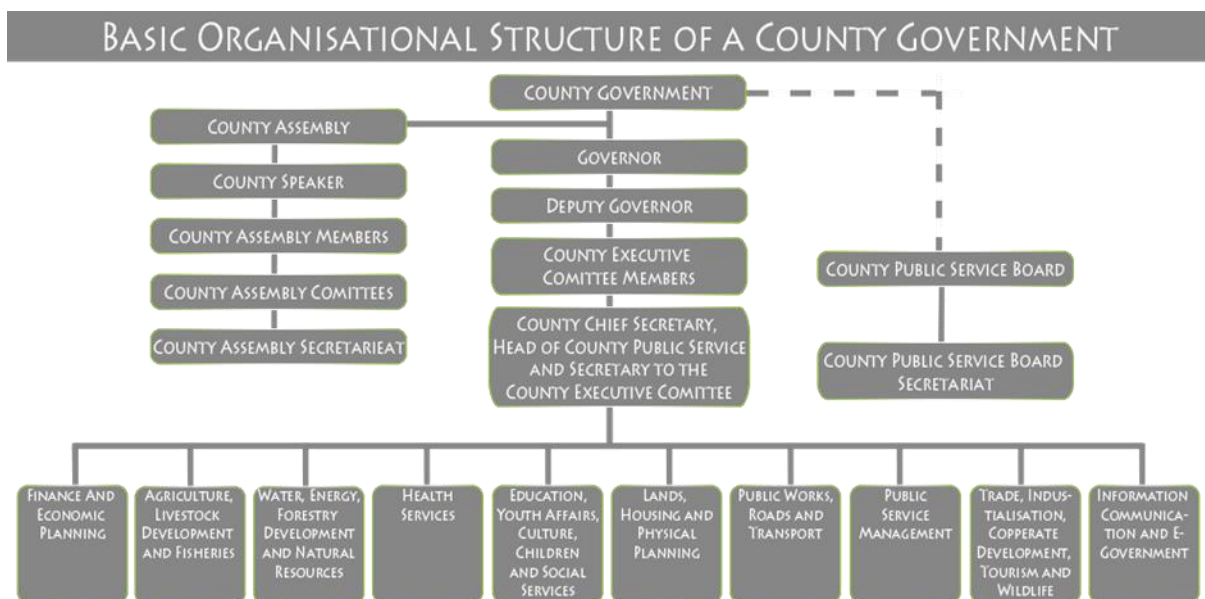 BASIC ORGANISATIONAL STRUCTURE OF A COUNTY GOVERNMENT
COUNTY GOVERNMENT
COUNTY ASSEMBLY
COUNTY SPEAKER
COUNTY ASSEMBLY MEMBERS
COUNTY ASSEMBLY COMITTEES
COUNTY ASSEMBLY SECRETARIEAT
GOVERNOR
DEPUTY GOVERNOR
COUNTY EXECUTIVE
COMITTEE MEMBERS
COUNTY CHIEF SECRETARY,
HEAD OF COUNTY PUBLIC SERVICE
AND SECRETARY TO THE
COUNTY EXECUTIVE COMITTEE
COUNTY PUBLIC SERVICE BOARD
COUNTY PUBLIC SERVICE BOARD
SECRETARIAT
FINANCE AND
ECONOMIC
PLANNING
AGRICULTURE,
LIVESTOCK
DEVELOPMENT
AND FISHERIES
WATER, ENERGY,
FORESTRY
DEVELOPMENT
AND NATURAL
RESOURCES
HEALTH
SERVICES
EDUCATION,
YOUTH AFFAIRS,
CULTURE,
CHILDREN
AND SOCIAL
SERVICES
LANDS,
HOUSING AND
PHYSICAL
PLANNING
PUBLIC WORKS,
ROADS AND
TRANSPORT
PUBLIC
SERVICE
MANAGEMENT
TRADE, INDUS-
TIALISATION,
COPPERATE
DEVELOPMENT,
TOURISM AND
WILDLIFE
INFORMATION
COMMUNICA-
TION AND E-
GOVERNMENT